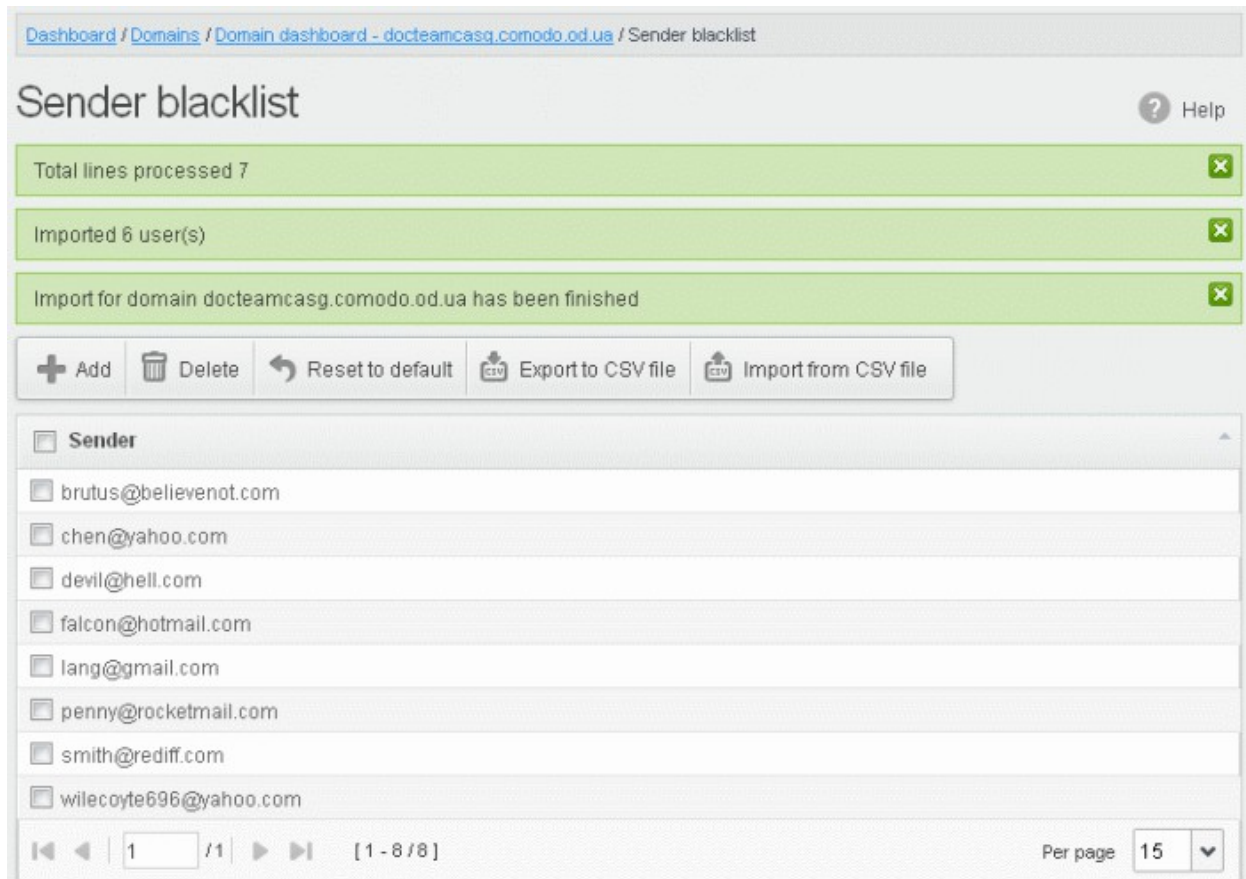 Dashboard / Domains / Domain dashboard - docteamcasg.comodo.od.ua / Sender blacklist
Sender blacklist
Help
Total lines processed 7
Imported 6 user(s)
Import for domain docteamcasg.comodo.od.ua has been finished
Add Delete Reset to default Export to CSV file Import from CSV file
Sender
brutus@believenot.com
chen@yahoo.com
devil@hell.com
falcon@hotmail.com
lang@gmail.com
penny@rocketmail.com
smith@rediff.com
wilecoyte696@yahoo.com
1 /1 [ 1 - 8 / 8 ] Per page 15